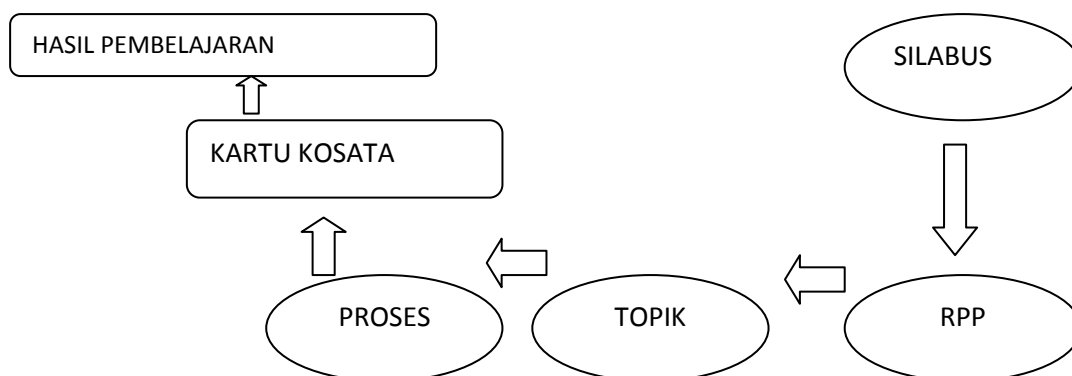 HASIL PEMBELAJARAN
SILABUS
KARTU KOSATA
PROSES
TOPIK
RPP